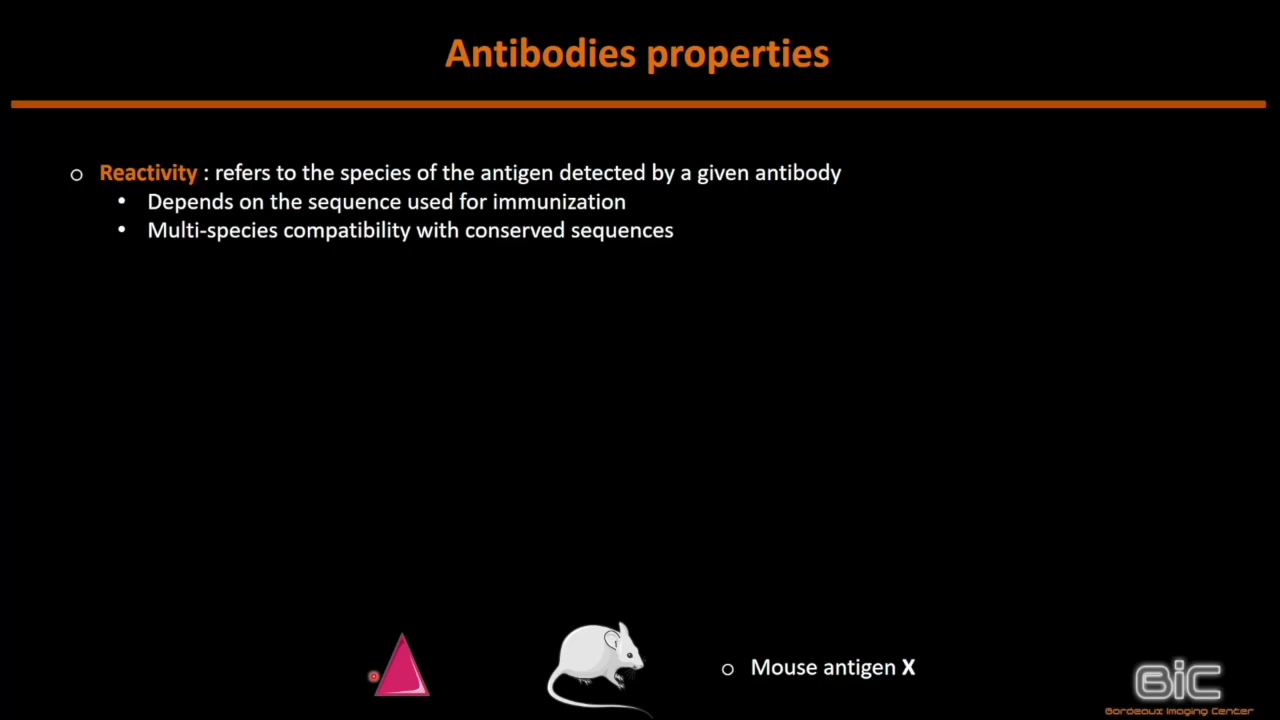 Antibodies properties
Reactivity : refers to the species of the antigen detected by a given antibody
Depends on the sequence used for immunization
Multi-species compatibility with conserved sequences
Mouse antigen X
BiC
Bordeaux Imaging Center